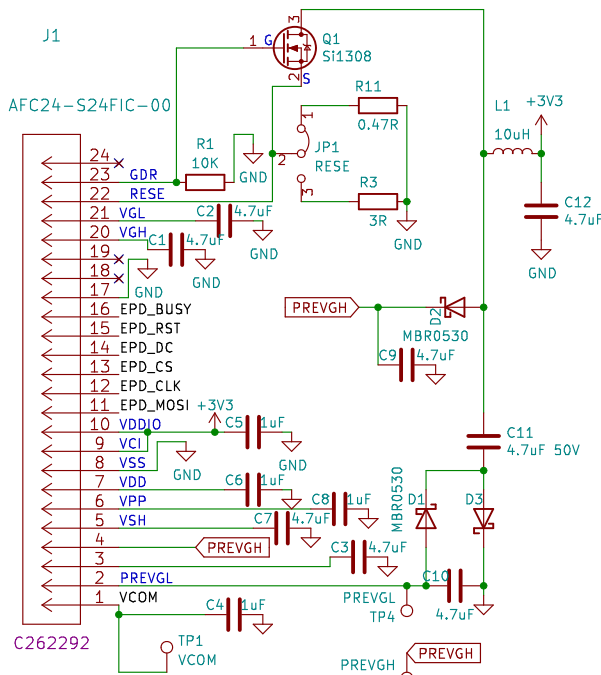 3
J1
1 G
Q1
Si1308
2
S
AFC24-S24FIC-00
R11
1
0.47R
L1
+3V3
10uH
R1
10K
JP1
2
RESE
GND
3
R3
3R
GND
C12
4.7uF
GND
24
23 GDR
22 RESE
21 VGL
C2 4.7uF
GND
20 VGH
C1 4.7uF
GND
19
18
17
GND
16 EPD_BUSY
15 EPD_RST
14 EPD_DC
13 EPD_CS
12 EPD_CLK
11 EPD_MOSI
10 VDDIO
9 VCI
8 VSS
7 VDD
6 VPP
5 VSH
4
3
2 PREVGL
1 VCOM
PREVGH
D2
MBR0530
C9 4.7uF
+3V3
C5 1uF
GND
GND
C11
4.7uF 50V
C6 1uF
C8 1uF
C7 4.7uF
MBR0530
D1
D3
PREVGH
C3 4.7uF
C10
4.7uF
PREVGL
TP4
C4 1uF
C262292
TP1
VCOM
PREVGH
PREVGH